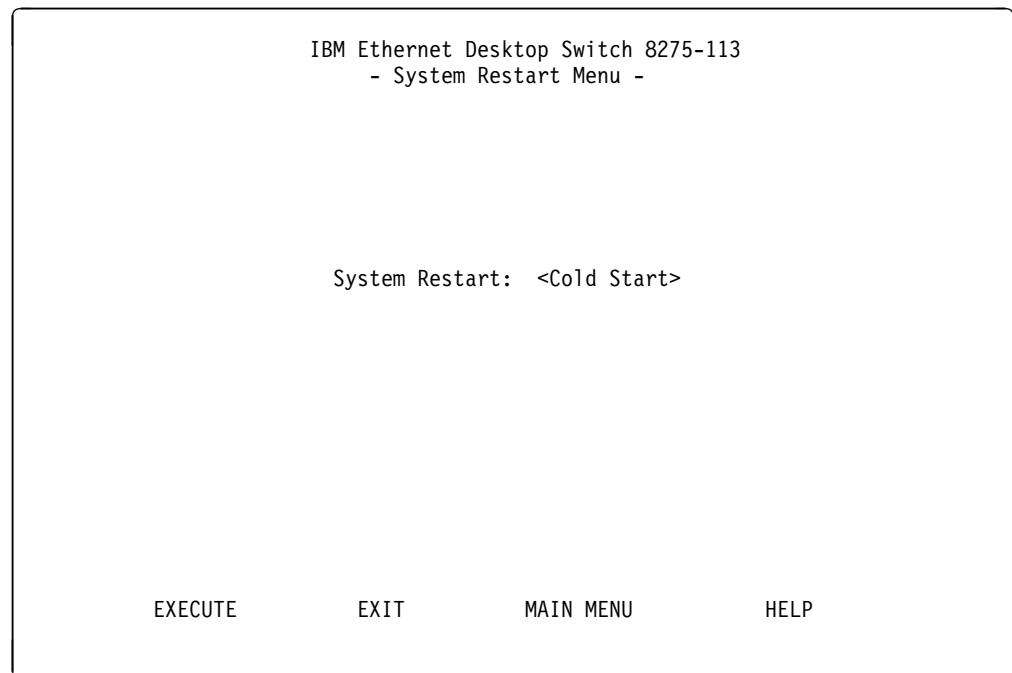 IBM Ethernet Desktop Switch 8275-113
- System Restart Menu -
System Restart: <Cold Start>
EXECUTE EXIT MAIN MENU HELP